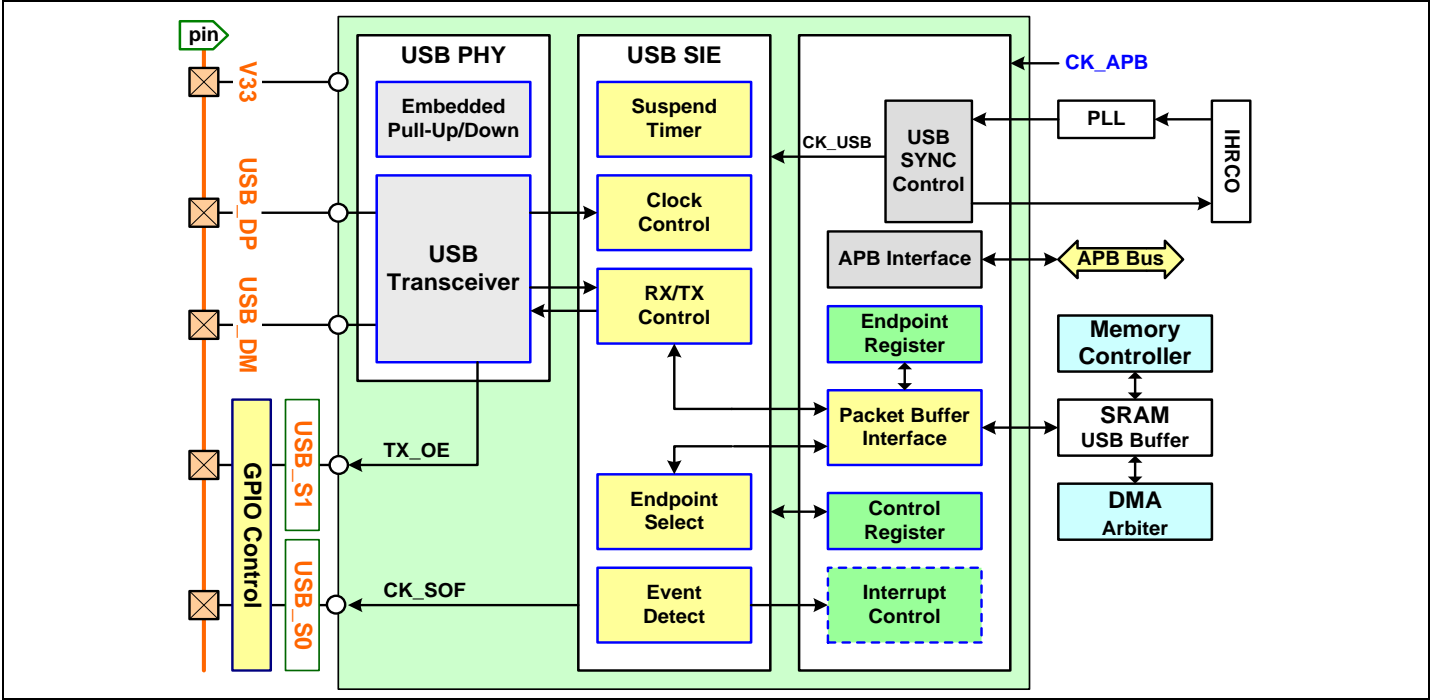 pin
V33
USB_DP
USB_DM
GPIO Control
USB_S1
USB_S0
USB PHY
Embedded
Pull-Up/Down
USB
Transceiver
TX_OE
CK_SOF
USB SIE
Suspend
Timer
Clock
Control
RX/TX
Control
Endpoint
Select
Event
Detect
CK_USB
USB
SYNC
Control
APB Interface
Endpoint
Register
Packet Buffer
Interface
Control
Register
Interrupt
Control
CK_APB
PLL
IHRCO
APB Bus
Memory
Controller
SRAM
USB Buffer
DMA
Arbiter